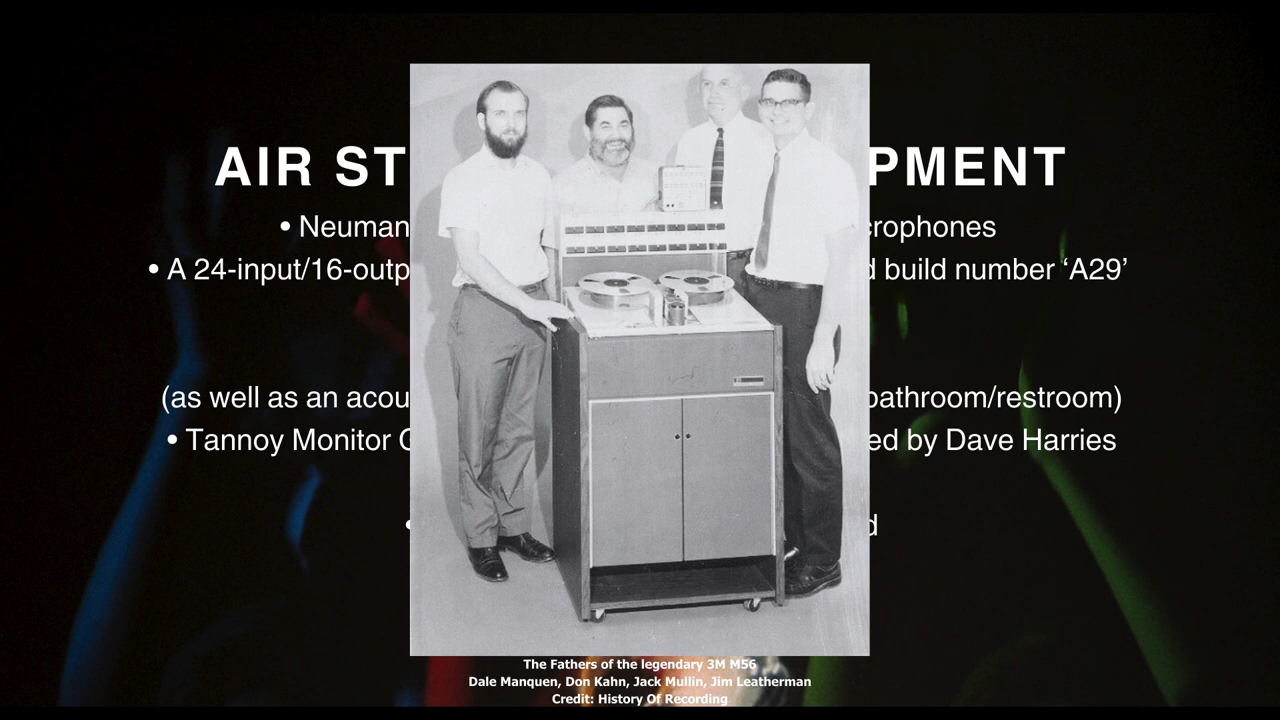 AIR ST PMENT
• Neuman crophones
• A 24-input/16-outp d build number ‘A29’
(as well as an acou bathroom/restroom)
• Tannoy Monitor ed by Dave Harries
The Fathers of the legendary 3M M56
Dale Manquen, Don Kahn, Jack Mullin, Jim Leatherman
Credit: History Of Recording